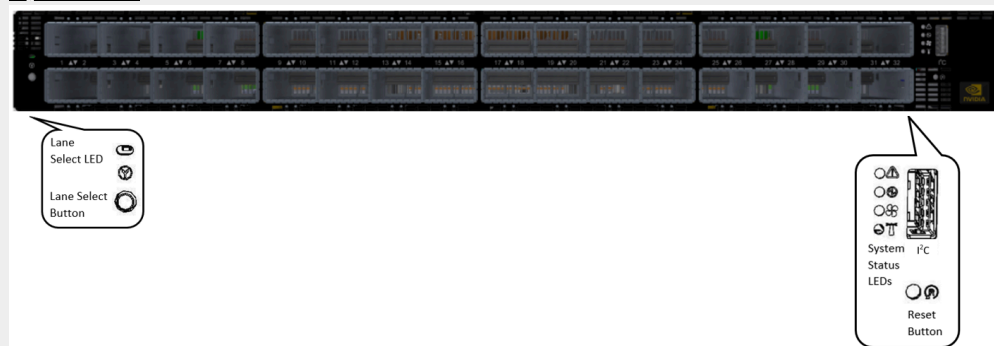 1 ▲▼ 2 3 ▲▼ 4 5 ▲▼ 6 7 ▲▼ 8 9 ▲▼ 10 11 ▲▼ 12 13 ▲▼ 14 15 ▲▼ 16 17 ▲▼ 18 19 ▲▼ 20 21 ▲▼ 22 23 ▲▼ 24 25 ▲▼ 26 27 ▲▼ 28 29 ▲▼ 30 31 ▲▼ 32
I²C
NVIDIA
Lane
Select LED
Lane Select
Button
System
Status
LEDs
I²C
Reset
Button